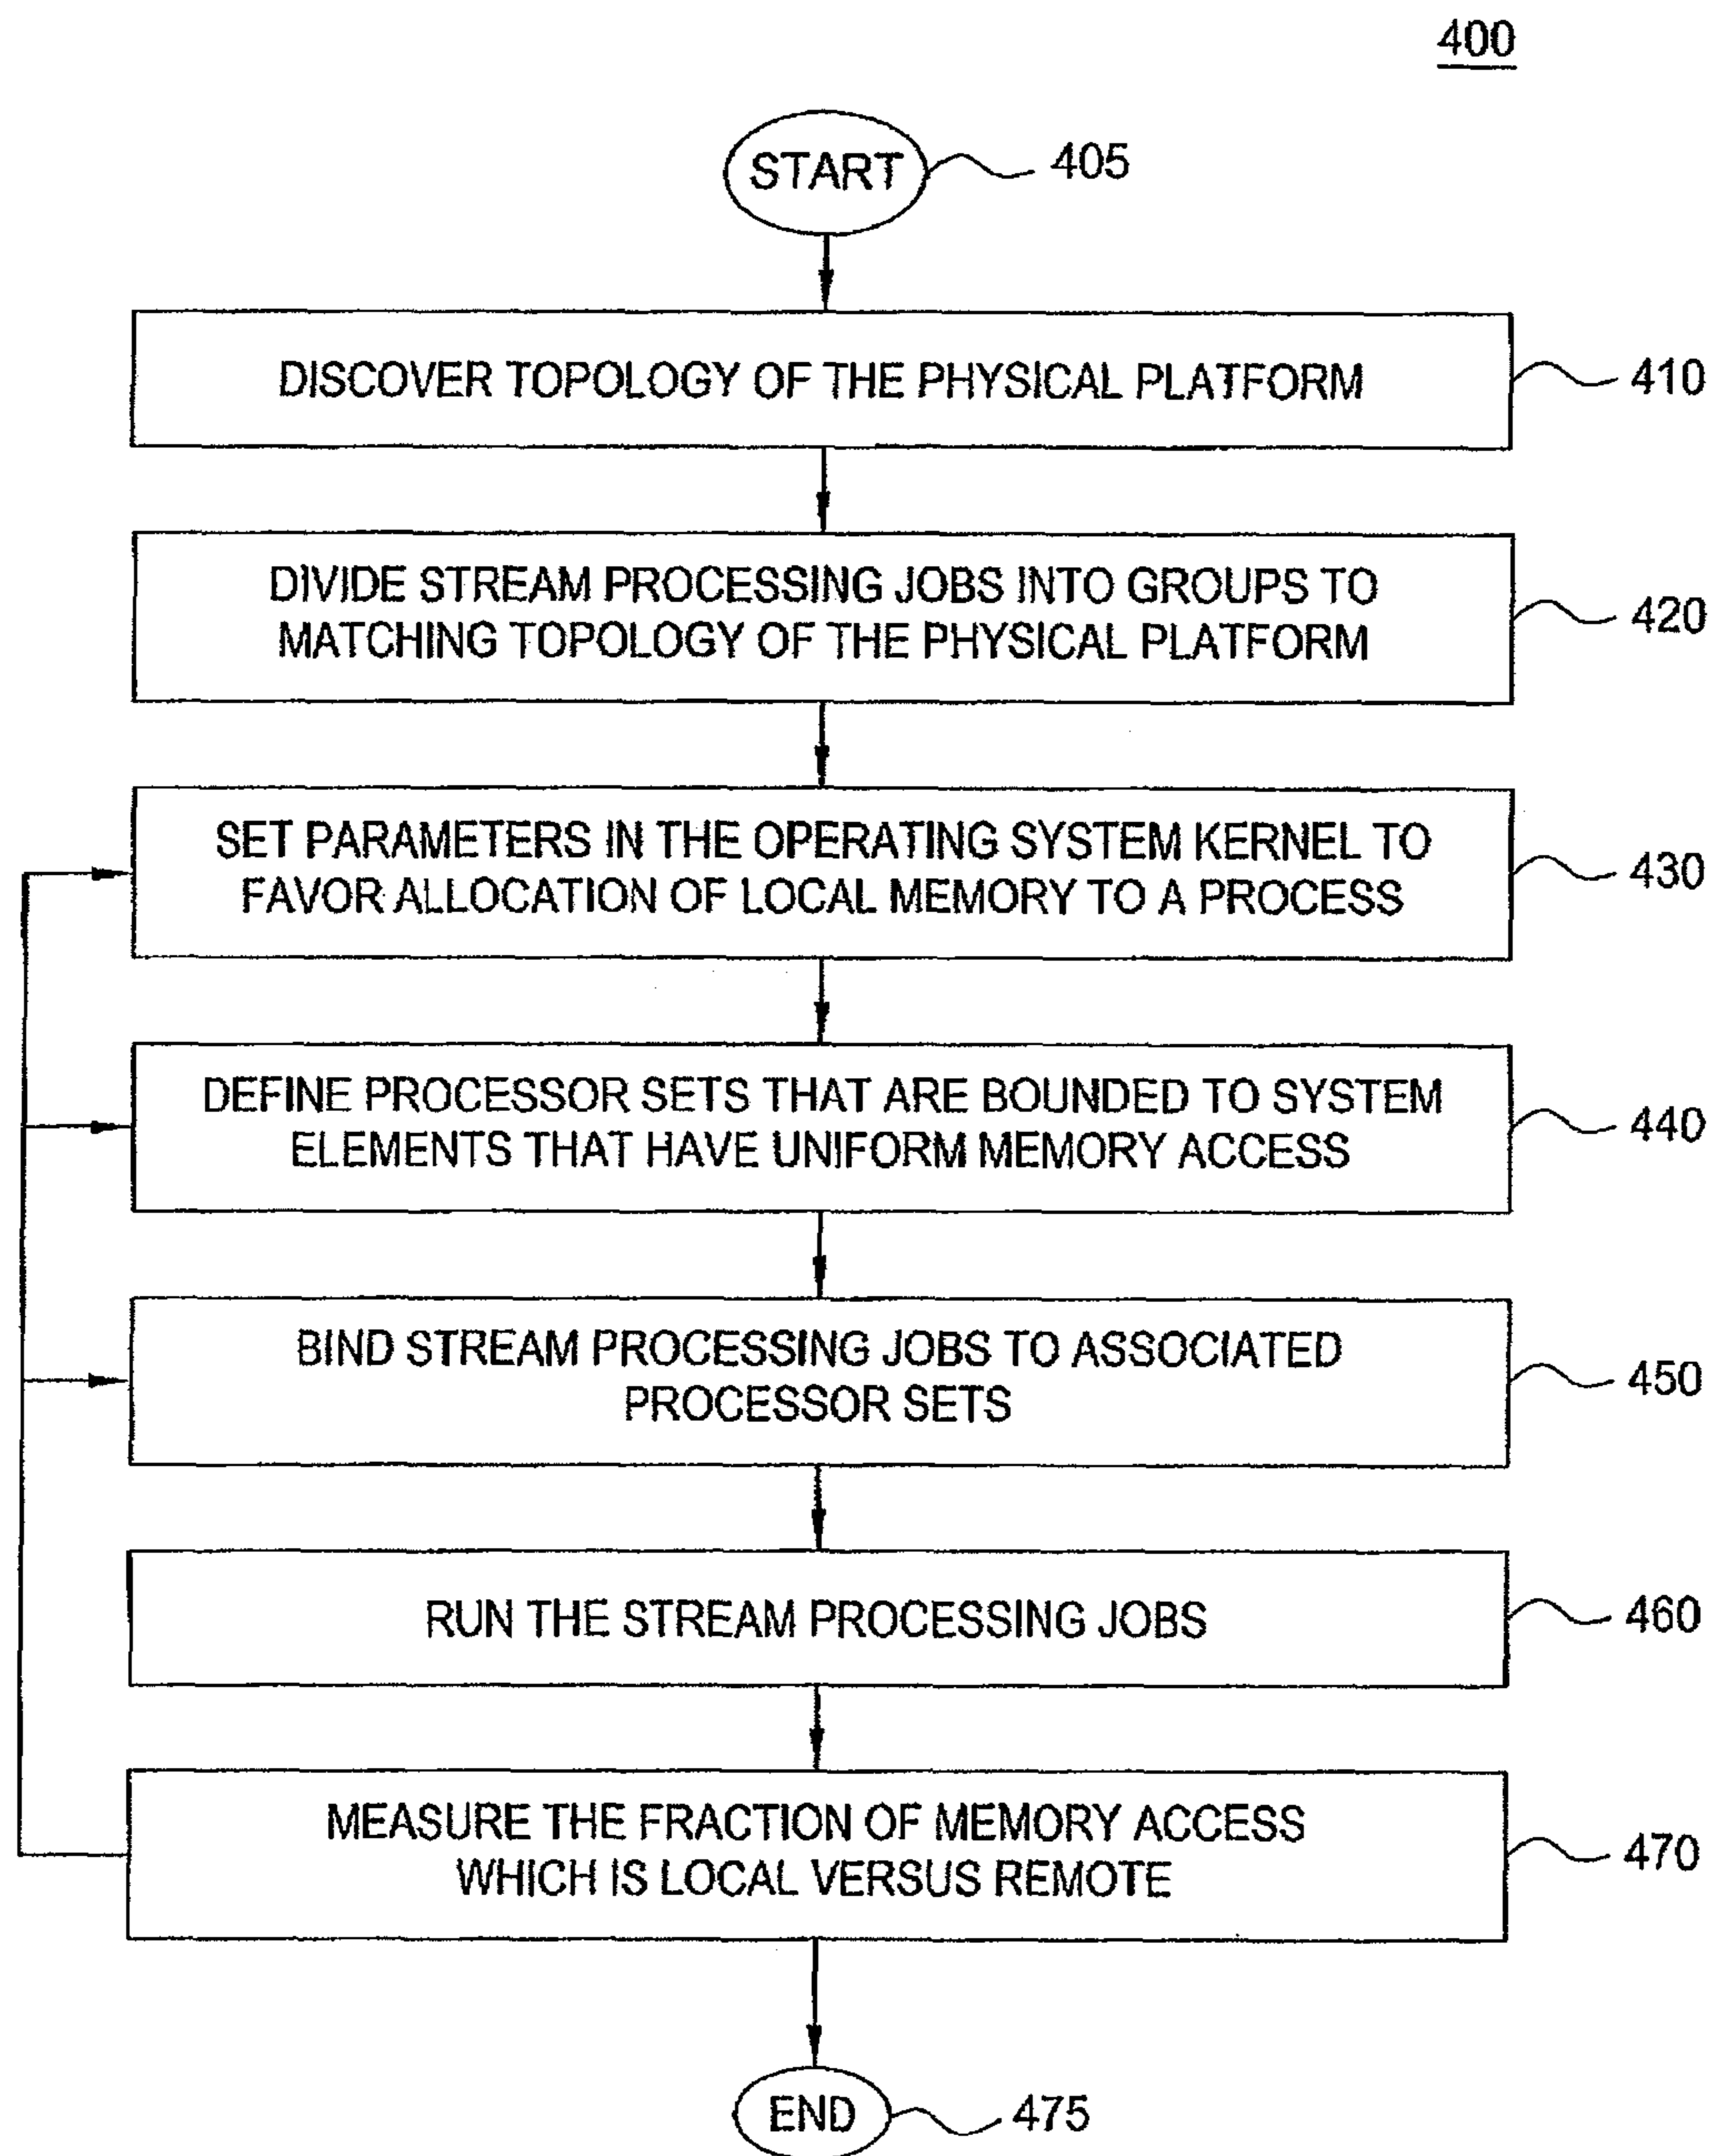 400
START
405
DISCOVER TOPOLOGY OF THE PHYSICAL PLATFORM
410
DIVIDE STREAM PROCESSING JOBS INTO GROUPS TO
MATCHING TOPOLOGY OF THE PHYSICAL PLATFORM
420
SET PARAMETERS IN THE OPERATING SYSTEM KERNEL TO
FAVOR ALLOCATION OF LOCAL MEMORY TO A PROCESS
430
DEFINE PROCESSOR SETS THAT ARE BOUNDED TO SYSTEM
ELEMENTS THAT HAVE UNIFORM MEMORY ACCESS
440
BIND STREAM PROCESSING JOBS TO ASSOCIATED
PROCESSOR SETS
450
RUN THE STREAM PROCESSING JOBS
460
MEASURE THE FRACTION OF MEMORY ACCESS
WHICH IS LOCAL VERSUS REMOTE
470
END
475